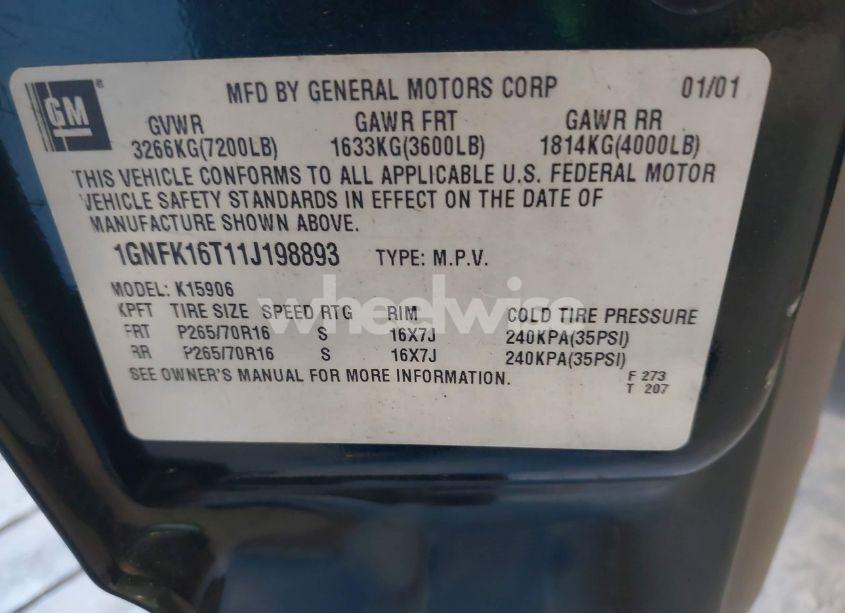 GM
®
MFD BY GENERAL MOTORS CORP 01/01
GVWR GAWR FRT GAWR RR
3266KG(7200LB) 1633KG(3600LB) 1814KG(4000LB)
THIS VEHICLE CONFORMS TO ALL APPLICABLE U.S. FEDERAL MOTOR
VEHICLE SAFETY STANDARDS IN EFFECT ON THE DATE OF
MANUFACTURE SHOWN ABOVE.
1GNFK16T11J198893 TYPE: M.P.V.
MODEL: K15906
wheelwise
KPFT TIRE SIZE SPEED RTG RIM COLD TIRE PRESSURE
FRT P265/70R16 S 16X7J 240KPA(35PSI)
RR P265/70R16 S 16X7J 240KPA(35PSI)
SEE OWNER'S MANUAL FOR MORE INFORMATION.
F 273
T 207